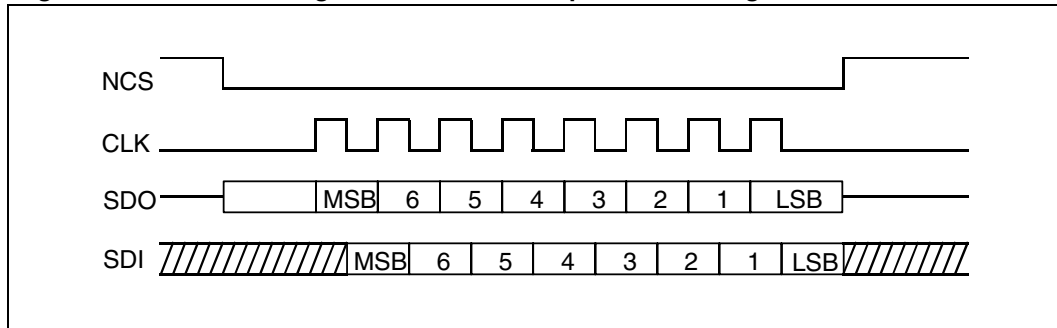 NCS
CLK
SDO MSB 6 5 4 3 2 1 LSB
SDI MSB 6 5 4 3 2 1 LSB